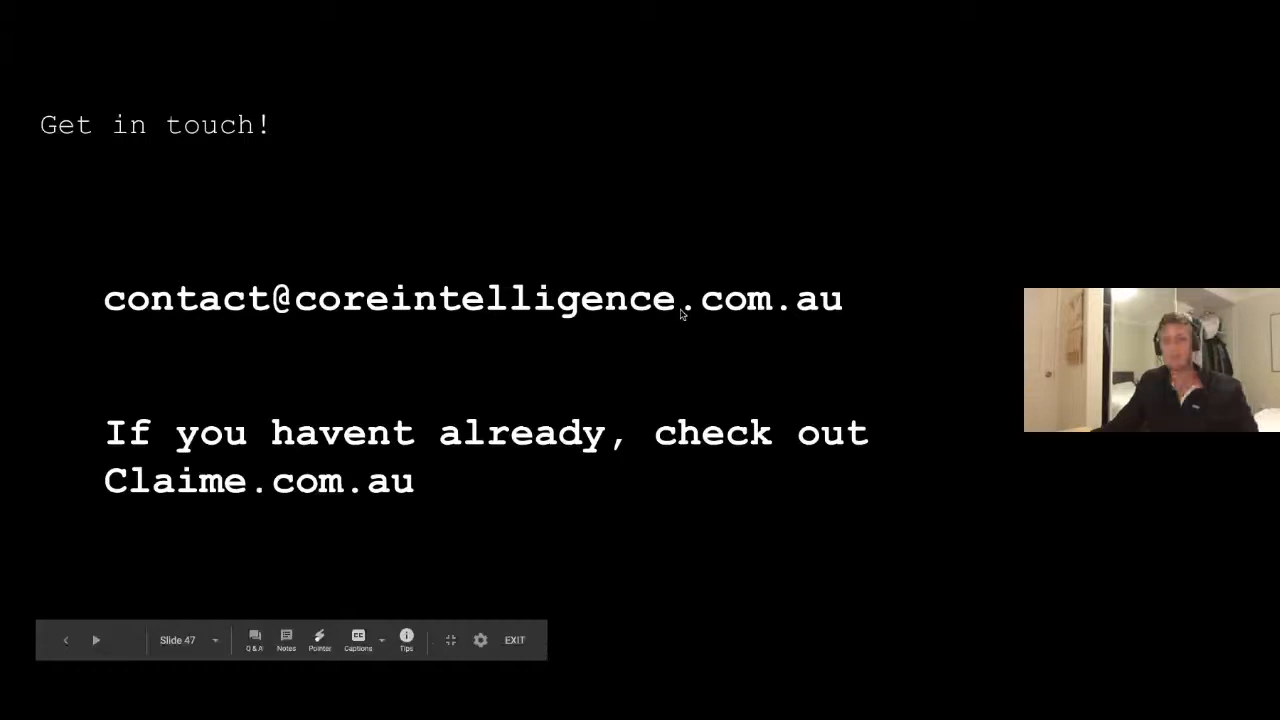 Get in touch!
contact@coreintelligence.com.au
If you havent already, check out
Claime.com.au
Slide 47
Q & A
Notes
Pointer
CC
Captions
Tips
EXIT